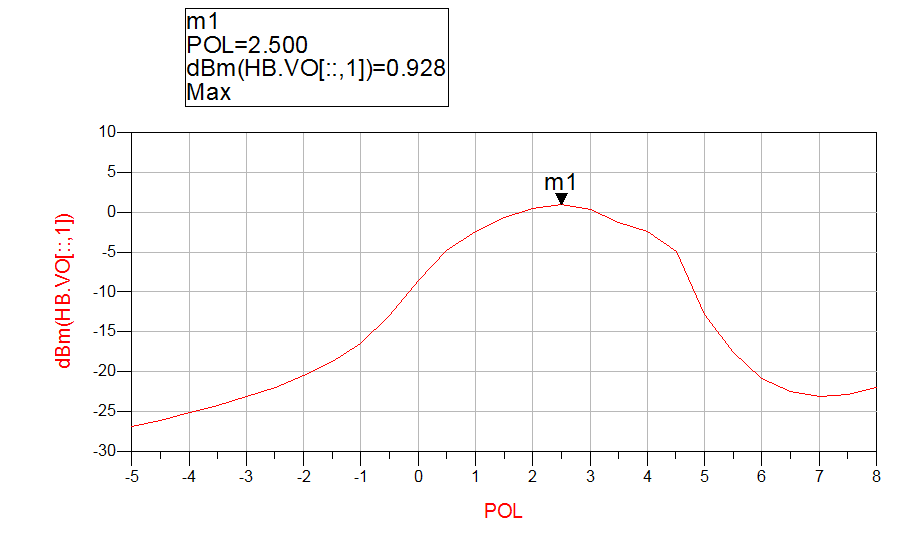 m1
POL=2.500
dBm(HB.VO[::,1])=0.928
Max
m1
10
5
0
-5
-10
-15
-20
-25
-30
dBm(HB.VO[::,1])
-5 -4 -3 -2 -1 0 1 2 3 4 5 6 7 8
POL